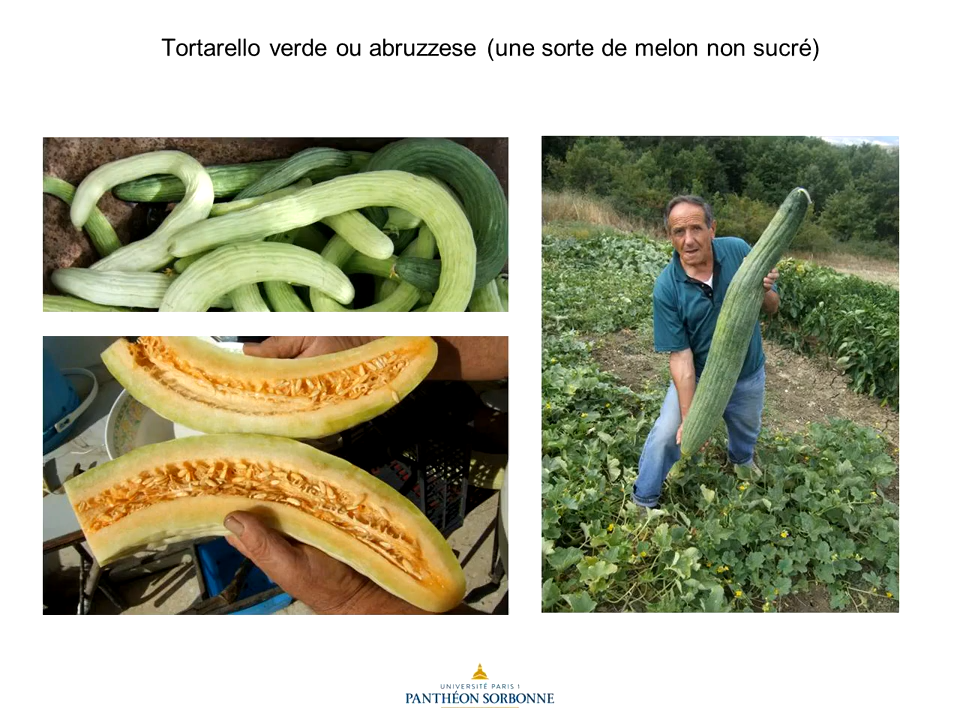 Tortarello verde ou abruzzese (une sorte de melon non sucré)
UNIVERSITÉ PARIS 1
PANTHÉON SORBONNE